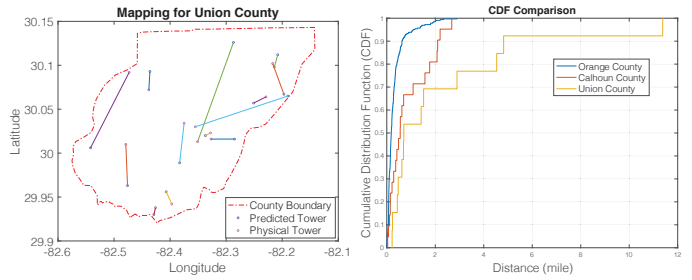 Mapping for Union County
30.15
30.1
30.05
30
29.95
29.9
Latitude
County Boundary
Predicted Tower
Physical Tower
-82.6
-82.5
-82.4
-82.3
-82.2
-82.1
Longitude
CDF Comparison
1
0.9
0.8
0.7
0.6
0.5
0.4
0.3
0.2
0.1
0
Cumulative Distribution Function (CDF)
Orange County
Calhoun County
Union County
0
2
4
6
8
10
12
Distance (mile)